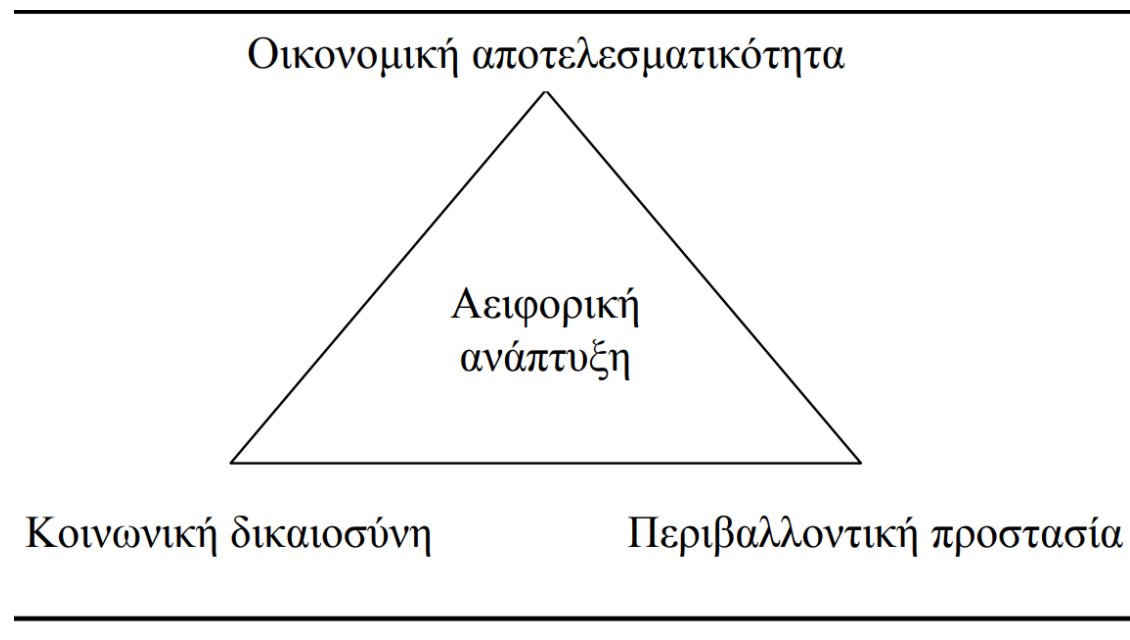 Οικονομική αποτελεσματικότητα
Αειφορική
ανάπτυξη
Κοινωνική δικαιοσύνη
Περιβαλλοντική προστασία